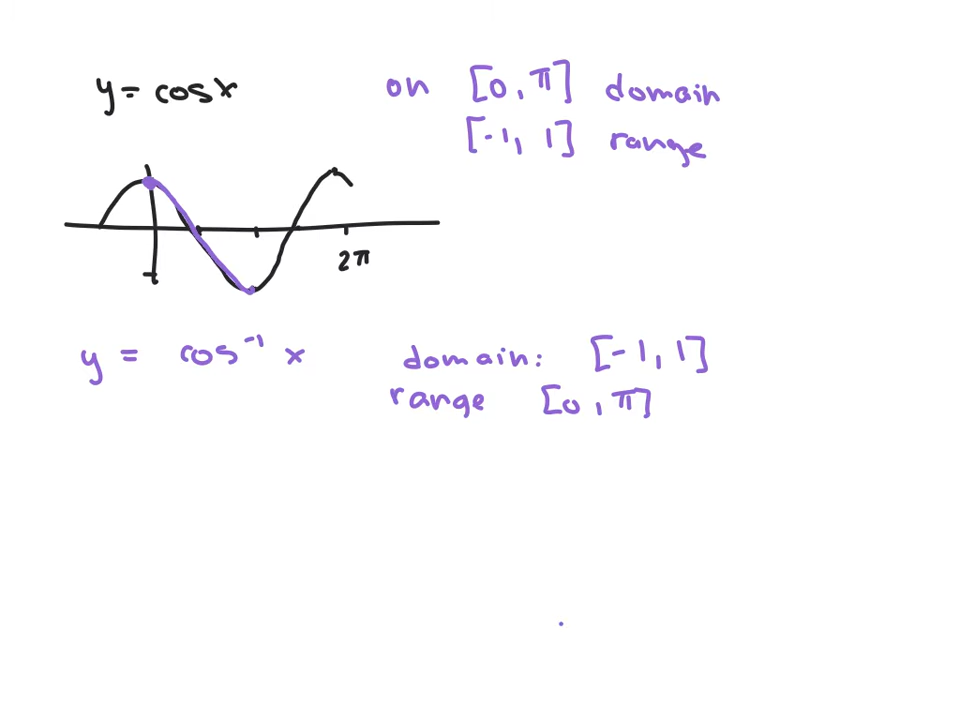 y = cos x on [0, π] domain
[-1, 1] range
2π
y = cos⁻¹ x domain: [-1, 1]
range [0, π]